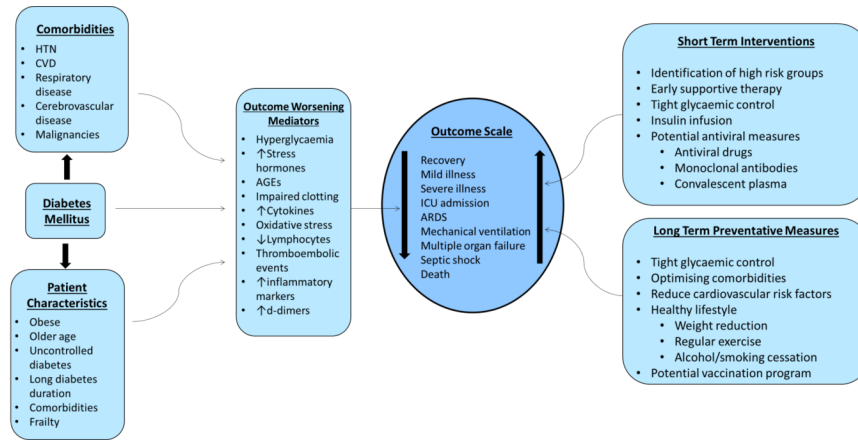 Comorbidities
• HTN
• CVD
• Respiratory
disease
• Cerebrovascular
disease
• Malignancies
Diabetes
Mellitus
Patient
Characteristics
• Obese
• Older age
• Uncontrolled
diabetes
• Long diabetes
duration
• Comorbidities
• Frailty
Outcome Worsening
Mediators
• Hyperglycaemia
• ↑Stress
hormones
• AGEs
• Impaired clotting
• ↑Cytokines
• Oxidative stress
• ↓Lymphocytes
• Thromboembolic
events
• ↑inflammatory
markers
• ↑d-dimers
Outcome Scale
Recovery
Mild illness
Severe illness
ICU admission
ARDS
Mechanical ventilation
Multiple organ failure
Septic shock
Death
Short Term Interventions
• Identification of high risk groups
• Early supportive therapy
• Tight glycaemic control
• Insulin infusion
• Potential antiviral measures
• Antiviral drugs
• Monoclonal antibodies
• Convalescent plasma
Long Term Preventative Measures
• Tight glycaemic control
• Optimising comorbidities
• Reduce cardiovascular risk factors
• Healthy lifestyle
• Weight reduction
• Regular exercise
• Alcohol/smoking cessation
• Potential vaccination program